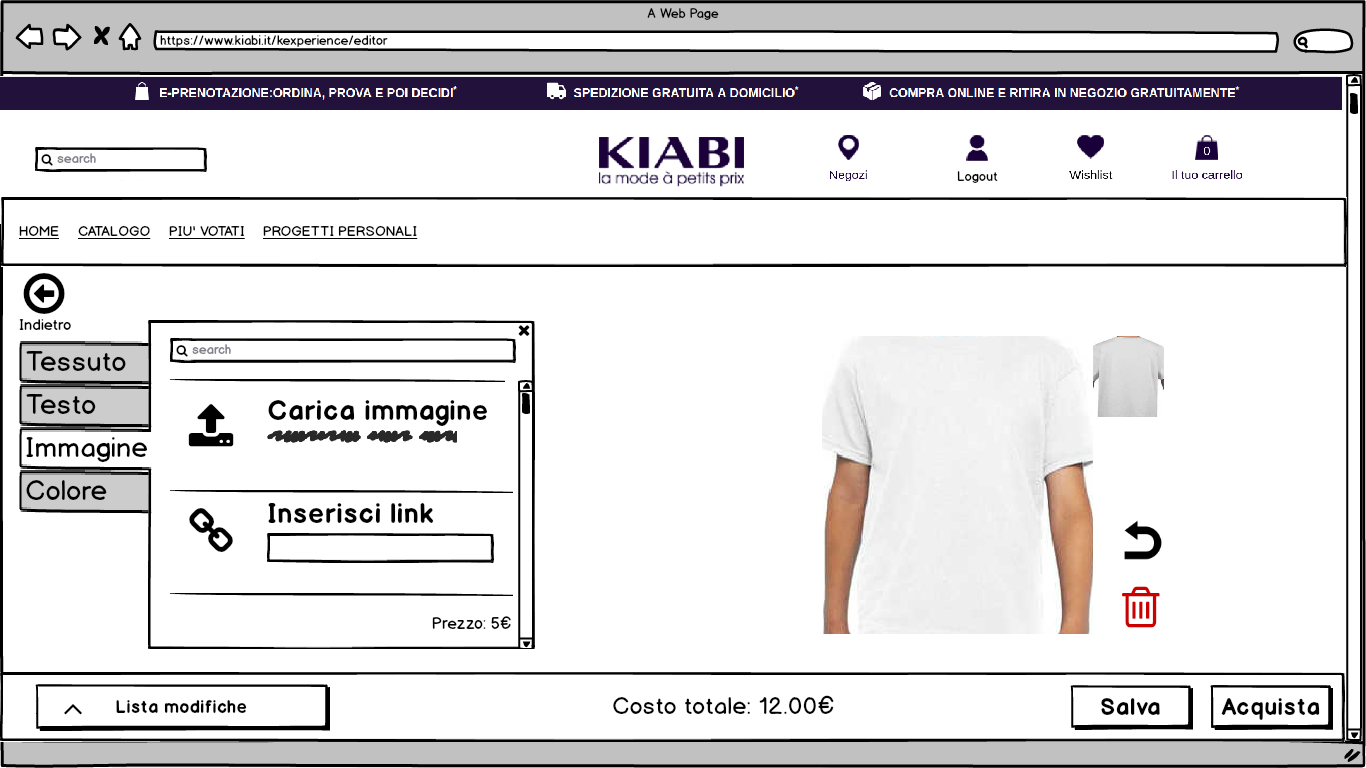 A Web Page
https://www.kiabi.it/kexperience/editor
E-PRENOTAZIONE:ORDINA, PROVA E POI DECIDI*
SPEDIZIONE GRATUITA A DOMICILIO*
COMPRA ONLINE E RITIRA IN NEGOZIO GRATUITAMENTE*
search
KIABI
la mode à petits prix
Negozi
Logout
Wishlist
0
Il tuo carrello
HOME
CATALOGO
PIU' VOTATI
PROGETTI PERSONALI
Indietro
Tessuto
Testo
Immagine
Colore
search
Carica immagine
Inserisci link
Prezzo: 5€
Lista modifiche
Costo totale: 12.00€
Salva
Acquista